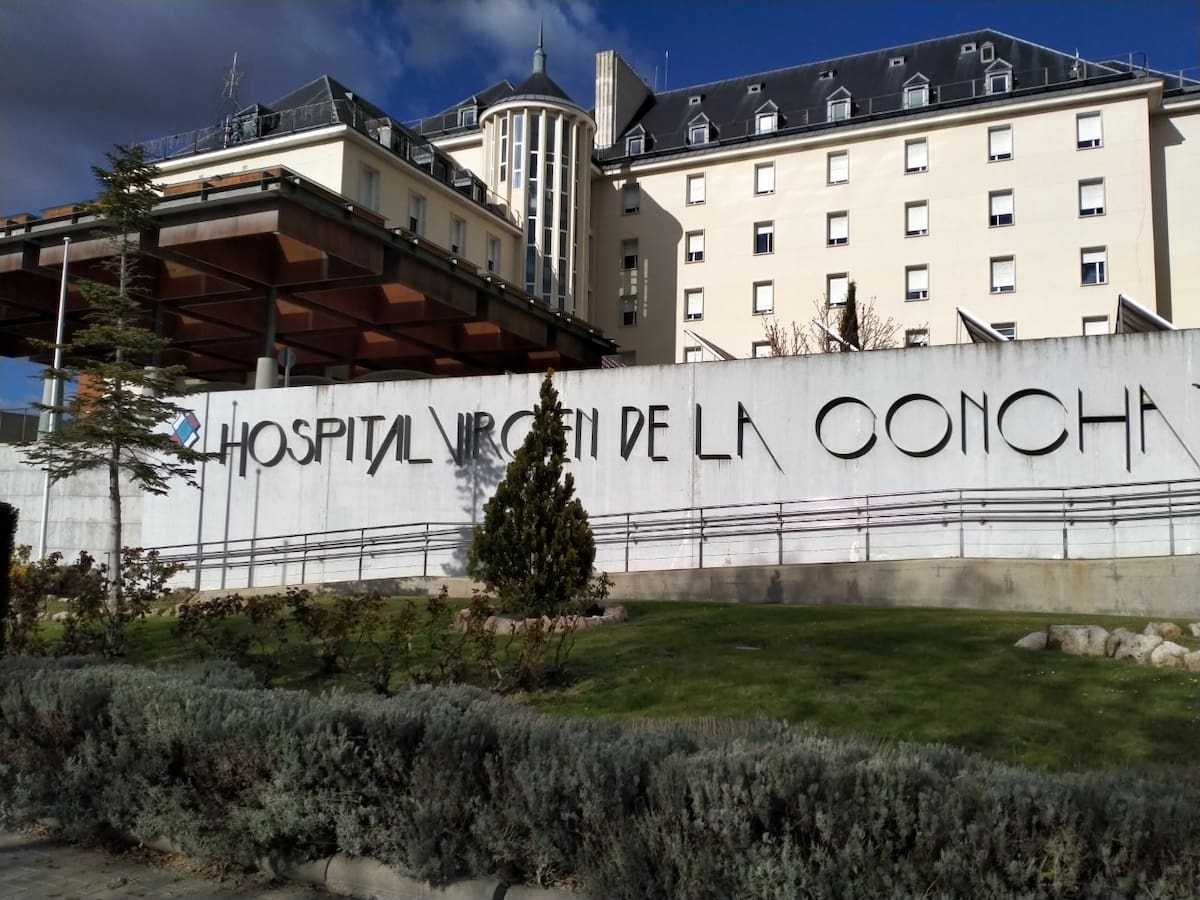 HOSPITAL VIRGEN DE LA CONCHA